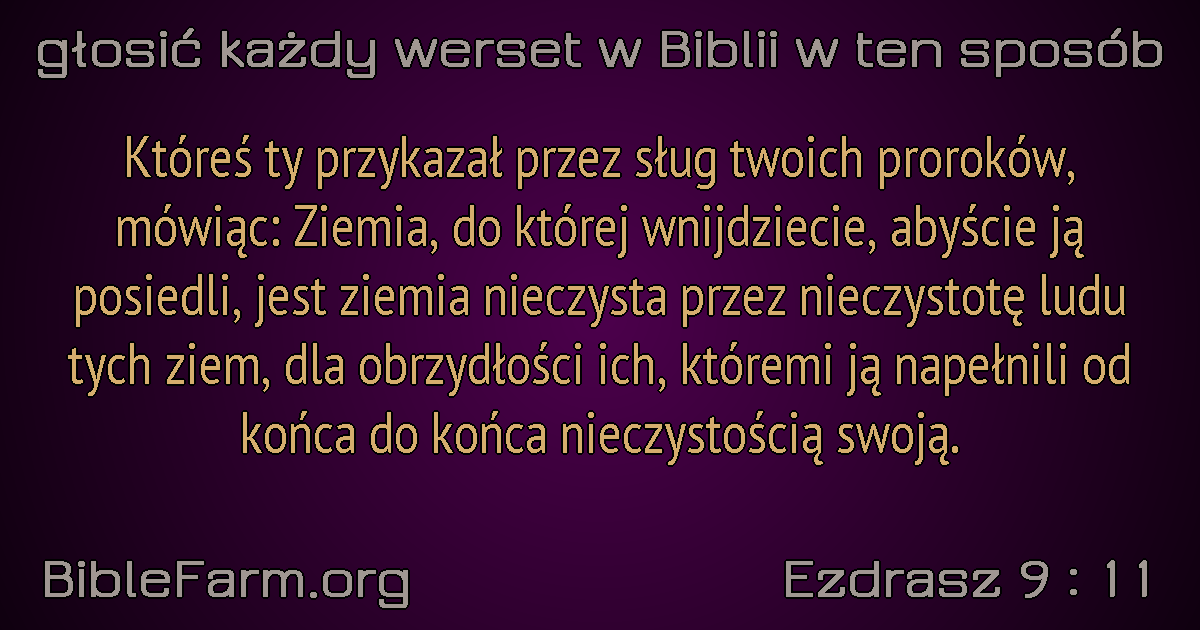 głosić każdy werset w Biblii w ten sposób
Któreś ty przykazał przez sług twoich proroków,
mówiąc: Ziemia, do której wnijdziecie, abyście ją
posiedli, jest ziemia nieczysta przez nieczystotę ludu
tych ziem, dla obrzydłości ich, któremi ją napełnili od
końca do końca nieczystością swoją.
BibleFarm.org
Ezdrasz 9 : 11